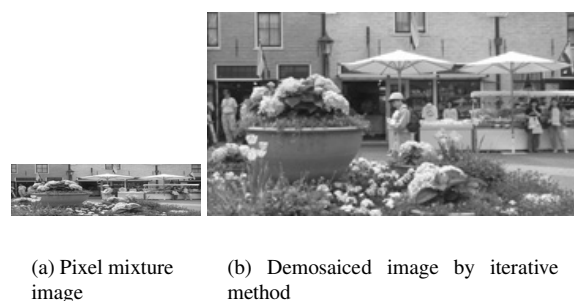 (a) Pixel mixture
image
(b) Demosaiced image by iterative
method